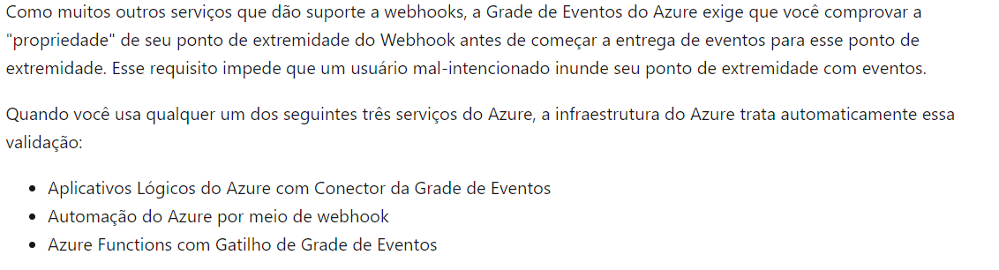 Como muitos outros serviços que dão suporte a webhooks, a Grade de Eventos do Azure exige que você comprovar a
"propriedade" de seu ponto de extremidade do Webhook antes de começar a entrega de eventos para esse ponto de
extremidade. Esse requisito impede que um usuário mal-intencionado inunde seu ponto de extremidade com eventos.
Quando você usa qualquer um dos seguintes três serviços do Azure, a infraestrutura do Azure trata automaticamente essa
validação:
• Aplicativos Lógicos do Azure com Conector da Grade de Eventos
• Automação do Azure por meio de webhook
• Azure Functions com Gatilho de Grade de Eventos